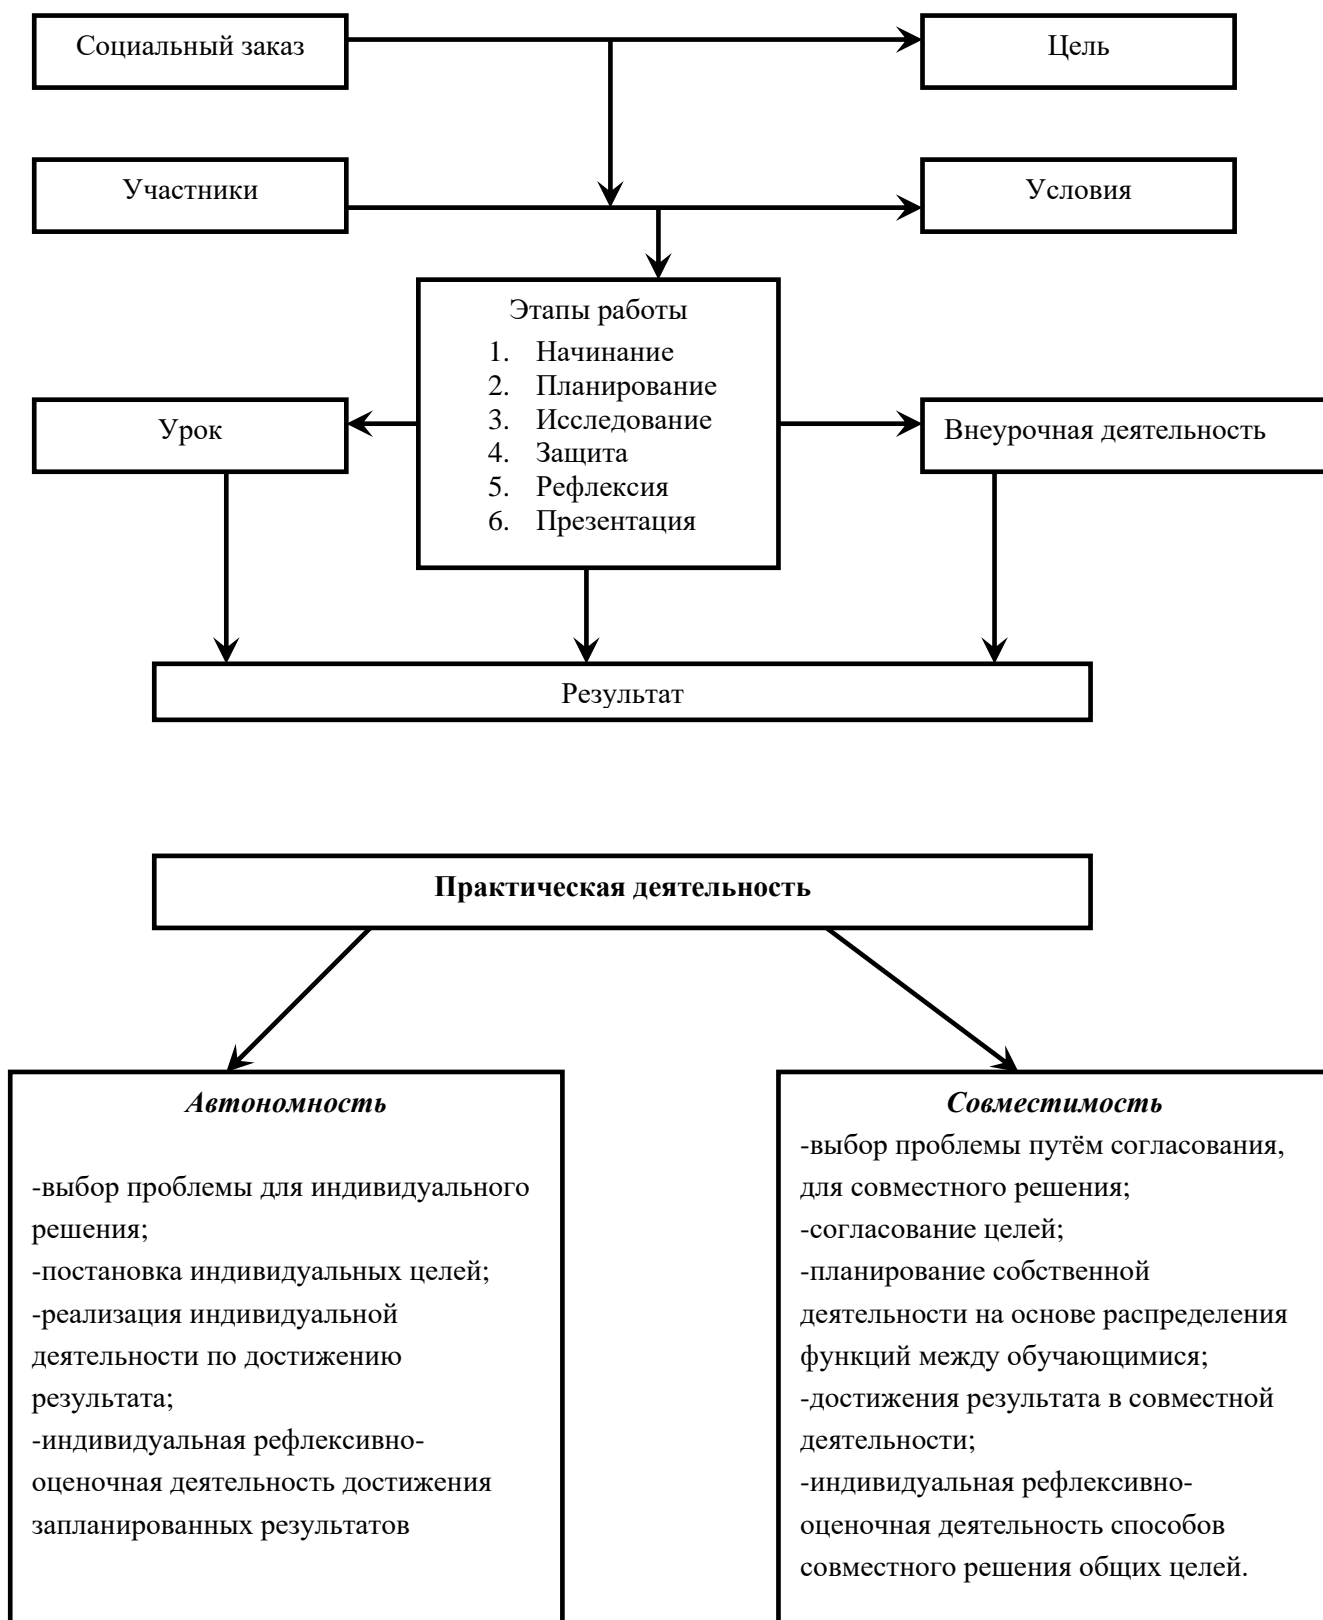 Социальный заказ
Цель
Участники
Условия
Этапы работы
1. Начинание
2. Планирование
3. Исследование
4. Защита
5. Рефлексия
6. Презентация
Урок
Внеурочная деятельность
Результат
Практическая деятельность
Автономность
-выбор проблемы для индивидуального
решения;
-постановка индивидуальных целей;
-реализация индивидуальной
деятельности по достижению
результата;
-индивидуальная рефлексивно-
оценочная деятельность достижения
запланированных результатов
Совместимость
-выбор проблемы путём согласования,
для совместного решения;
-согласование целей;
-планирование собственной
деятельности на основе распределения
функций между обучающимися;
-достижения результата в совместной
деятельности;
-индивидуальная рефлексивно-
оценочная деятельность способов
совместного решения общих целей.